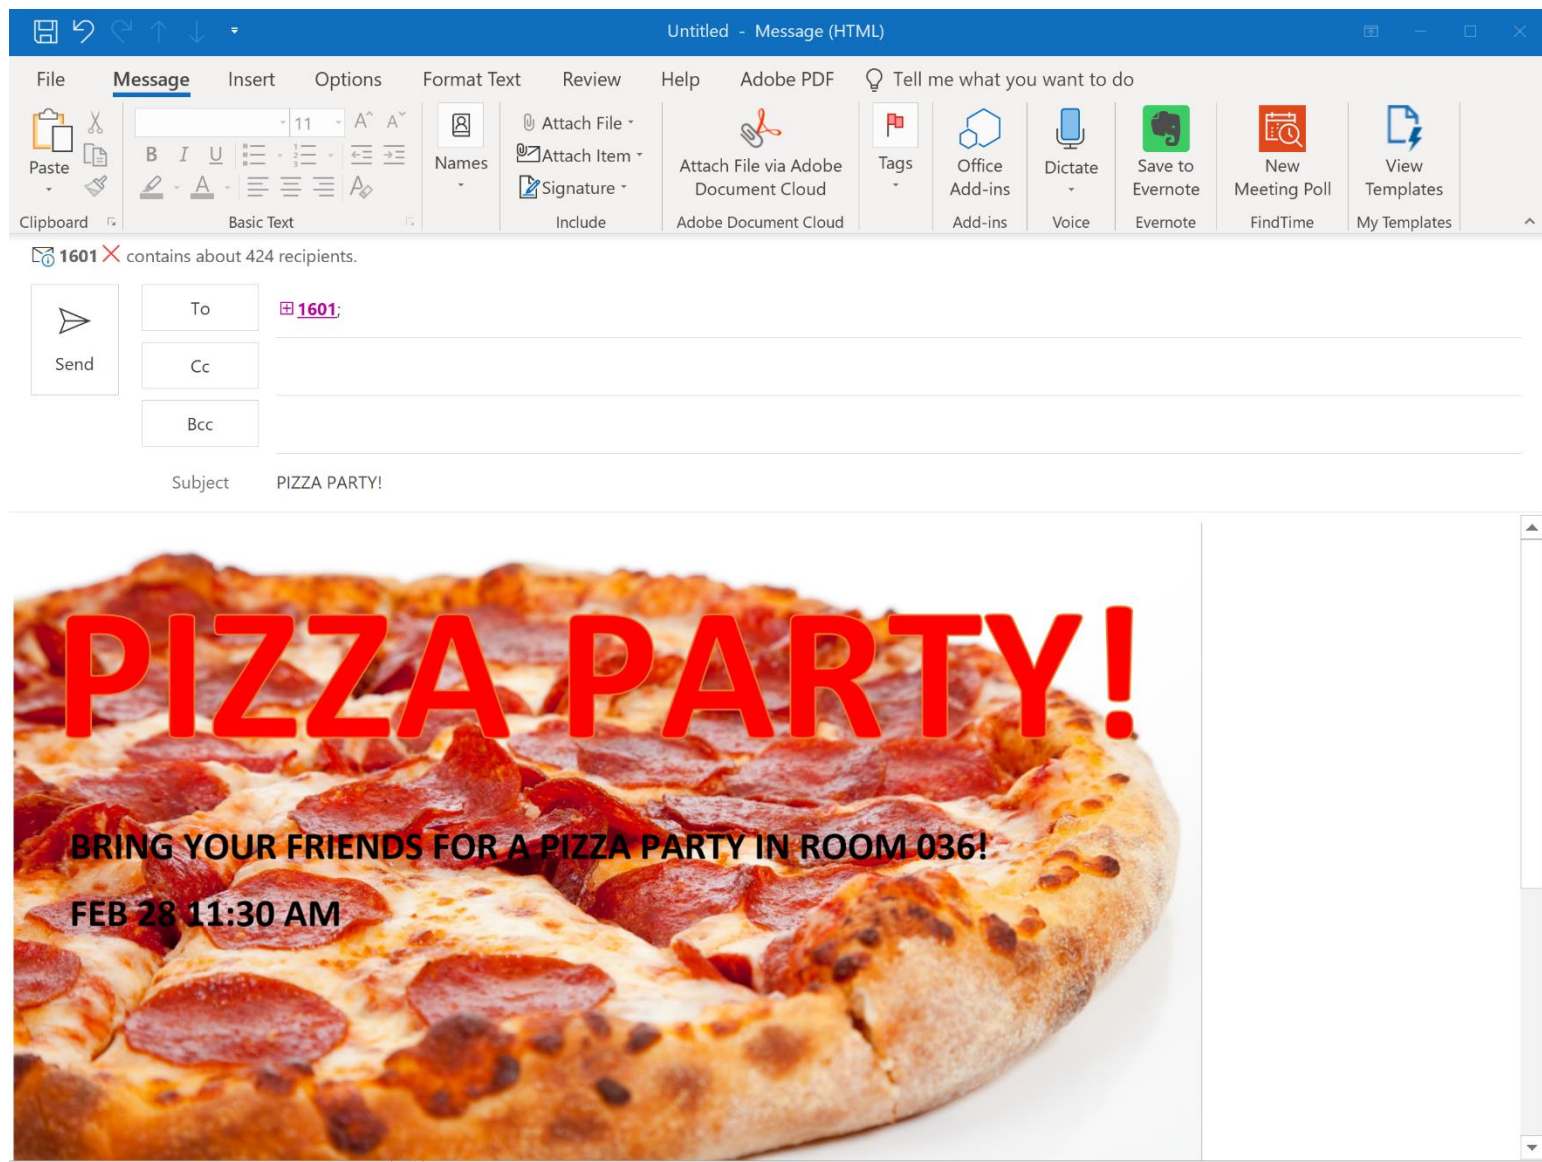 Untitled - Message (HTML)
File Message Insert Options Format Text Review Help Adobe PDF Tell me what you want to do
Paste
Clipboard
11
B I U
A
Basic Text
Names
Attach File
Attach Item
Signature
Include
Attach File via Adobe
Document Cloud
Adobe Document Cloud
Tags
Office
Add-ins
Add-ins
Dictate
Voice
Save to
Evernote
Evernote
New
Meeting Poll
FindTime
View
Templates
My Templates
1601 contains about 424 recipients.
Send
To 1601;
Cc
Bcc
Subject PIZZA PARTY!
PIZZA PARTY!
BRING YOUR FRIENDS FOR A PIZZA PARTY IN ROOM 036!
FEB 28 11:30 AM